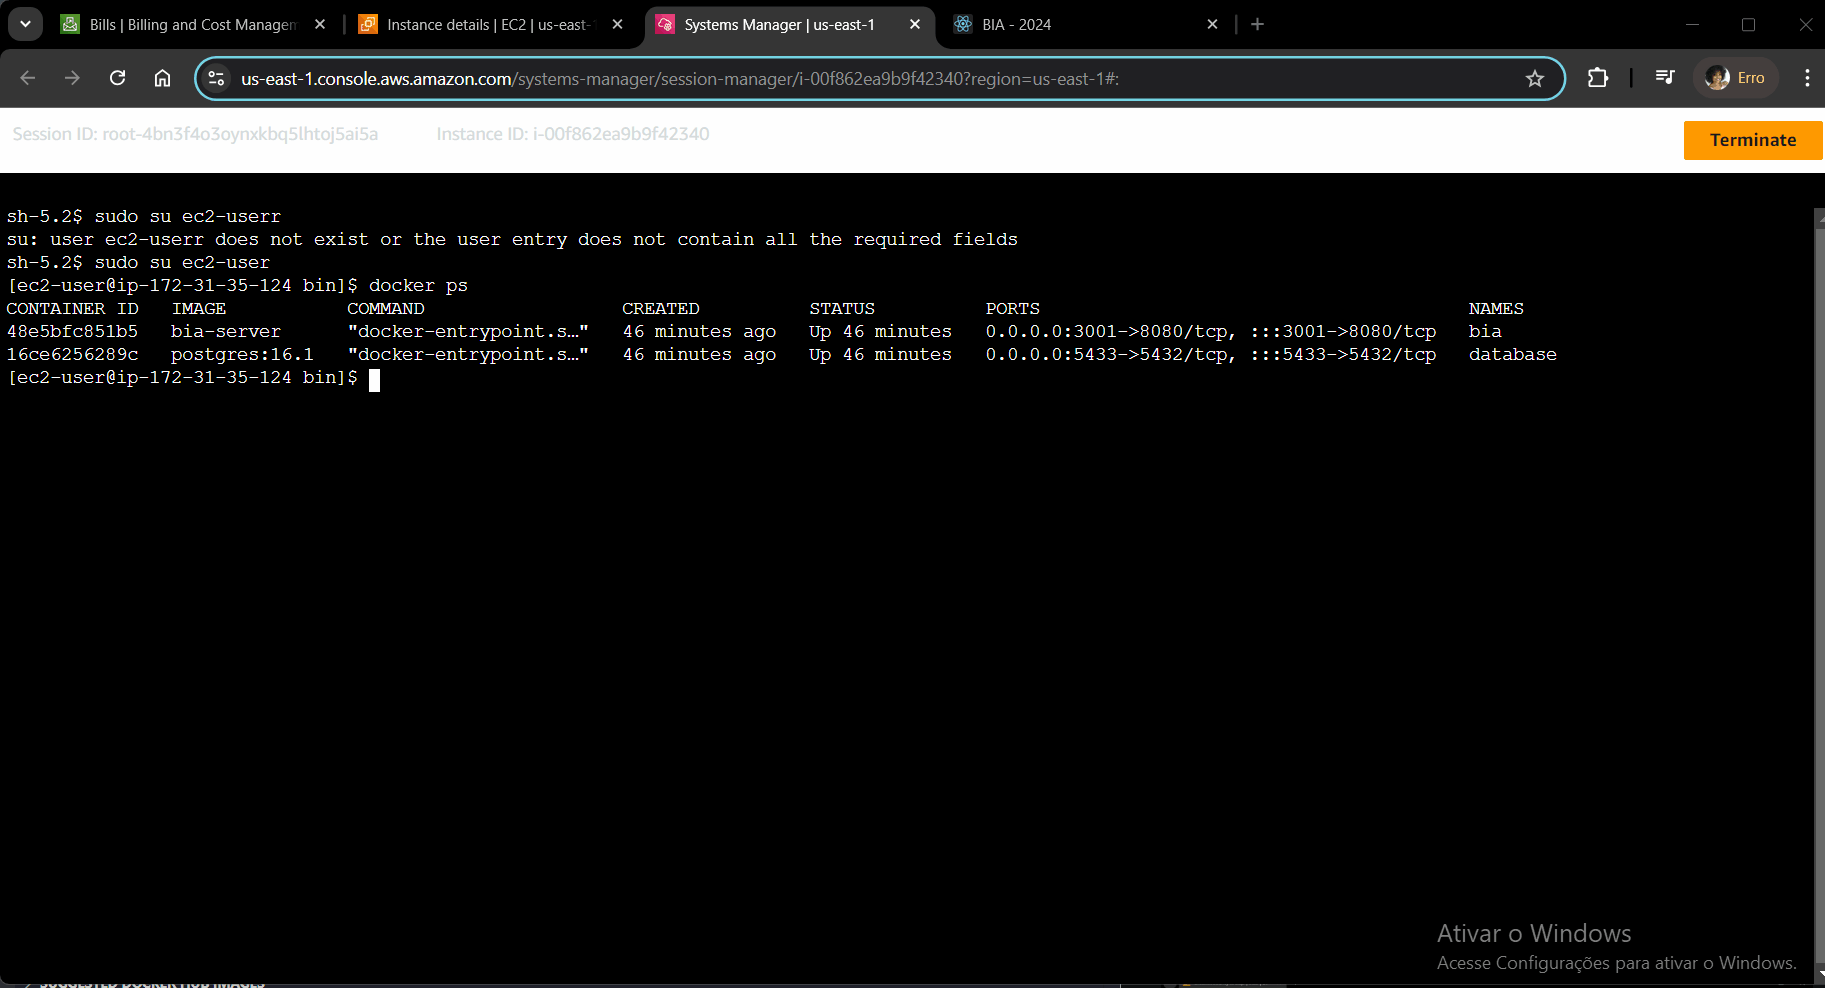 Bills | Billing and Cost Managem
Instance details | EC2 | us-east-1
Systems Manager | us-east-1
BIA - 2024
us-east-1.console.aws.amazon.com/systems-manager/session-manager/i-00f862ea9b9f42340?region=us-east-1#:
Erro
Session ID: root-4bn3f4o3oynxkbq5lhtoj5ai5a
Instance ID: i-00f862ea9b9f42340
Terminate
sh-5.2$ sudo su ec2-userr
su: user ec2-userr does not exist or the user entry does not contain all the required fields
sh-5.2$ sudo su ec2-user
[ec2-user@ip-172-31-35-124 bin]$ docker ps
CONTAINER ID   IMAGE           COMMAND                  CREATED          STATUS          PORTS                                       NAMES
48e5bfc851b5   bia-server      "docker-entrypoint.s…"   46 minutes ago   Up 46 minutes   0.0.0.0:3001->8080/tcp, :::3001->8080/tcp   bia
16ce6256289c   postgres:16.1   "docker-entrypoint.s…"   46 minutes ago   Up 46 minutes   0.0.0.0:5433->5432/tcp, :::5433->5432/tcp   database
[ec2-user@ip-172-31-35-124 bin]$
Ativar o Windows
Acesse Configurações para ativar o Windows.
SUGGESTED DOCKER HUB IMAGES